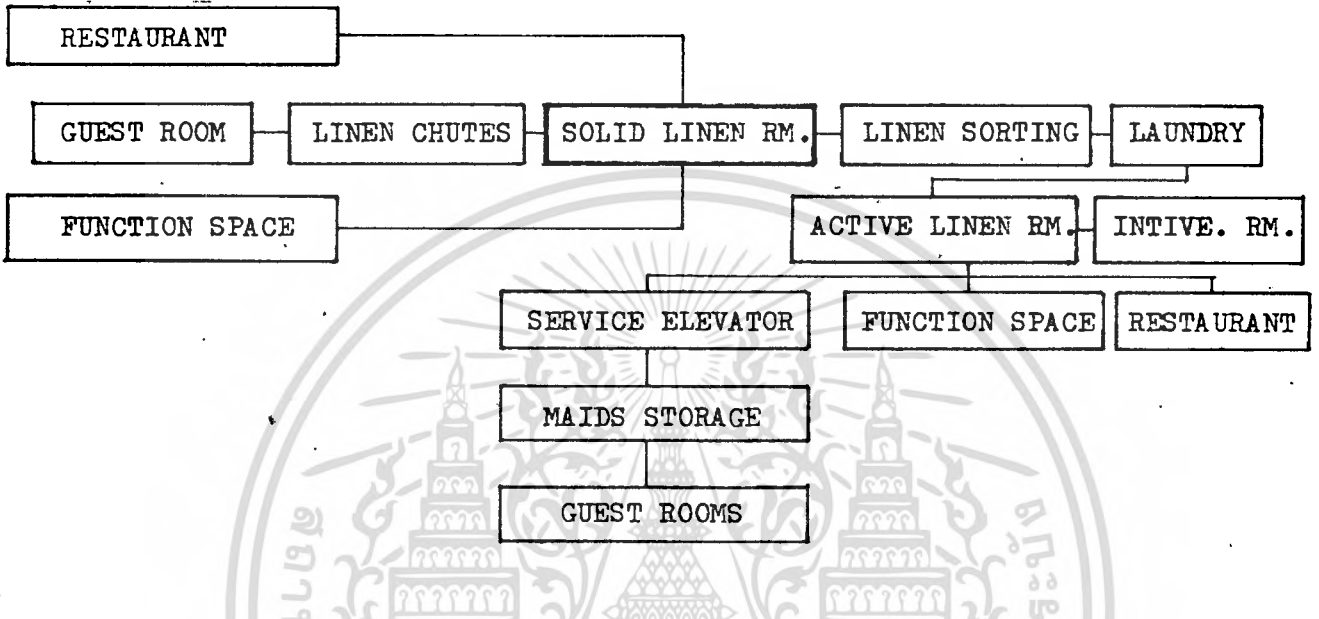 RESTAURANT
GUEST ROOM
LINEN CHUTES
SOLID LINEN RM.
LINEN SORTING
LAUNDRY
FUNCTION SPACE
ACTIVE LINEN RM.
INTIVE. RM.
SERVICE ELEVATOR
FUNCTION SPACE
RESTAURANT
MAIDS STORAGE
GUEST ROOMS